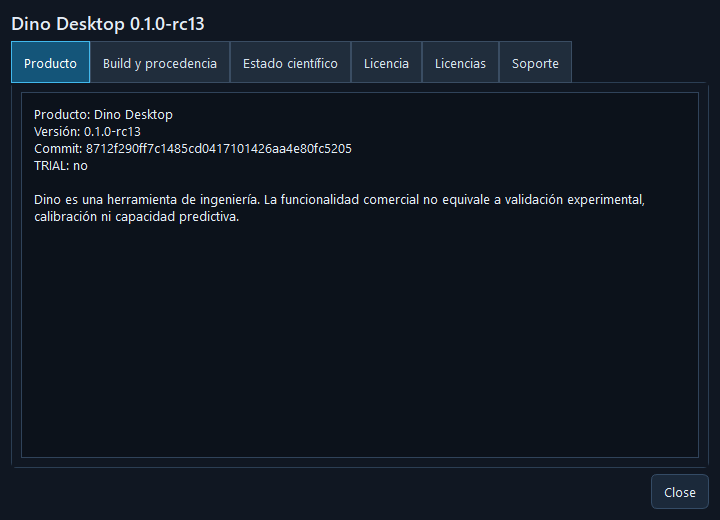 Dino Desktop 0.1.0-rc13
Producto
Build y procedencia
Estado científico
Licencia
Licencias
Soporte
Producto: Dino Desktop
Versión: 0.1.0-rc13
Commit: 8712f290ff7c1485cd0417101426aa4e80fc5205
TRIAL: no
Dino es una herramienta de ingeniería. La funcionalidad comercial no equivale a validación experimental,
calibración ni capacidad predictiva.
Close